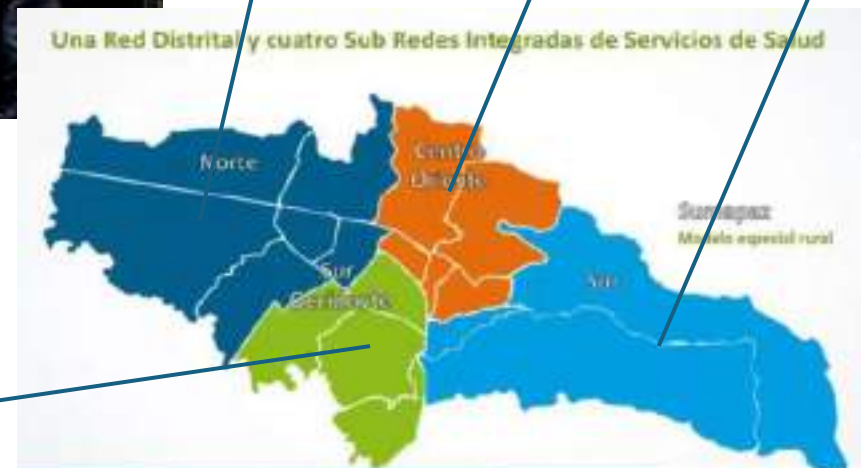 Una Red Distrital y cuatro Sub Redes Integradas de Servicios de Salud
Norte
Centro
Oriente
Sumapaz
Modelo especial rural
Sur
Sur
Occidente